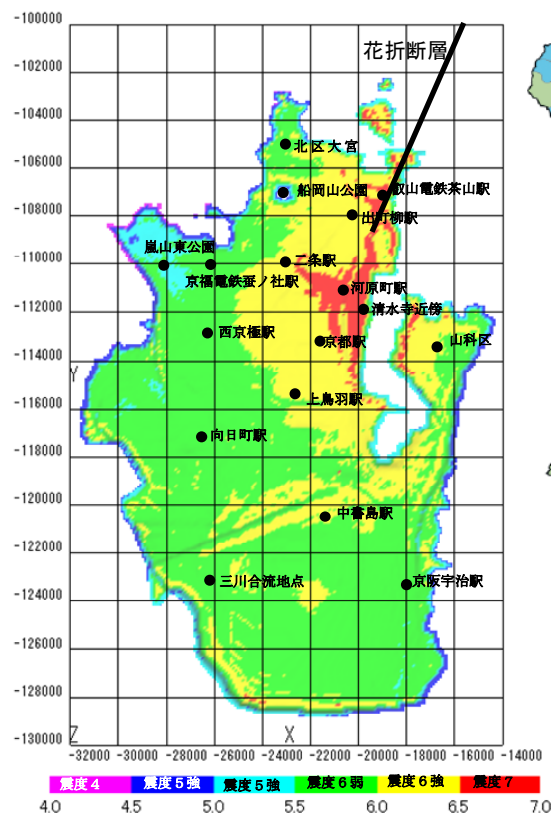 -100000
花折断層
-102000
-104000
北区大宮
-106000
船岡山公園
叡山電鉄茶山駅
-108000
出町柳駅
嵐山東公園
二条駅
-110000
京福電鉄蚕ノ社駅
河原町駅
-112000
清水寺近傍
西京極駅
京都駅
山科区
-114000
Y
上鳥羽駅
-116000
向日町駅
-118000
-120000
中書島駅
-122000
三川合流地点
京阪宇治駅
-124000
-126000
-128000
Z
X
-130000
-32000 -30000 -28000 -26000 -24000 -22000 -20000 -18000 -16000 -14000
震度４ 震度５強 震度５強 震度６弱 震度６強 震度７
4.0 4.5 5.0 5.5 6.0 6.5 7.0